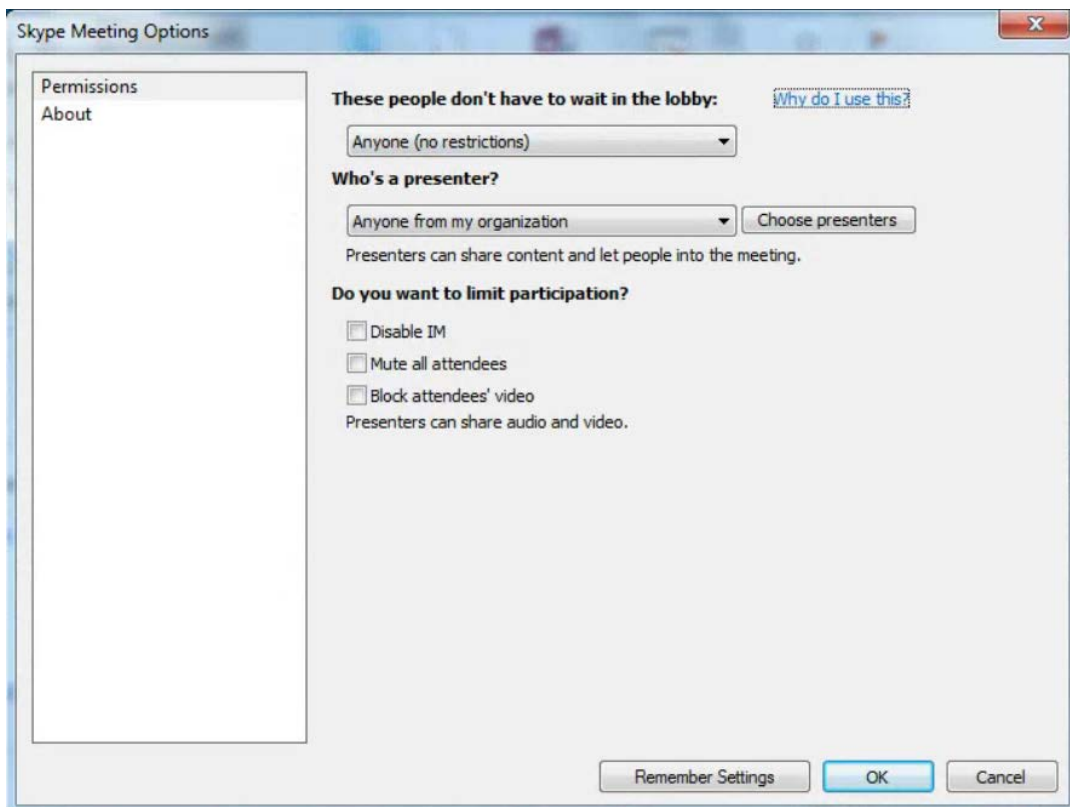 Skype Meeting Options
Permissions
About
These people don't have to wait in the lobby:
Why do I use this?
Anyone (no restrictions)
Who's a presenter?
Anyone from my organization
Choose presenters
Presenters can share content and let people into the meeting.
Do you want to limit participation?
Disable IM
Mute all attendees
Block attendees' video
Presenters can share audio and video.
Remember Settings
OK
Cancel